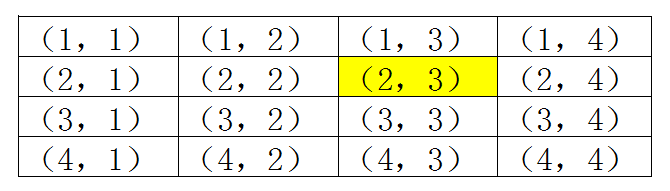 (1, 1) (1, 2) (1, 3) (1, 4)
(2, 1) (2, 2) (2, 3) (2, 4)
(3, 1) (3, 2) (3, 3) (3, 4)
(4, 1) (4, 2) (4, 3) (4, 4)